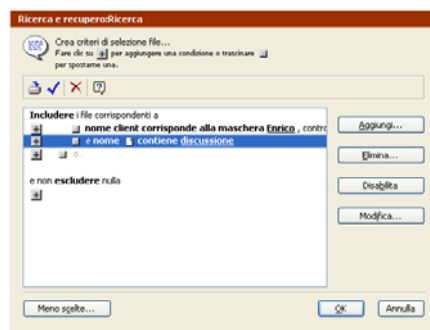 Ricerca e recupero:Ricerca
Crea criteri di selezione file...
Fare clic su per aggiungere una condizione o trascinare
per spostarne una.
Includere i file corrispondenti a
nome client corrisponde alla maschera Enrico , contro
e nome contiene discussione
o...
e non escludere nulla
Aggiungi...
Elimina...
Disabilita
Modifica...
Meno scelte...
OK
Annulla